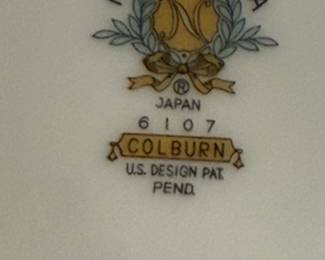 N
®
JAPAN
6107
COLBURN
U.S. DESIGN PAT.
PEND.